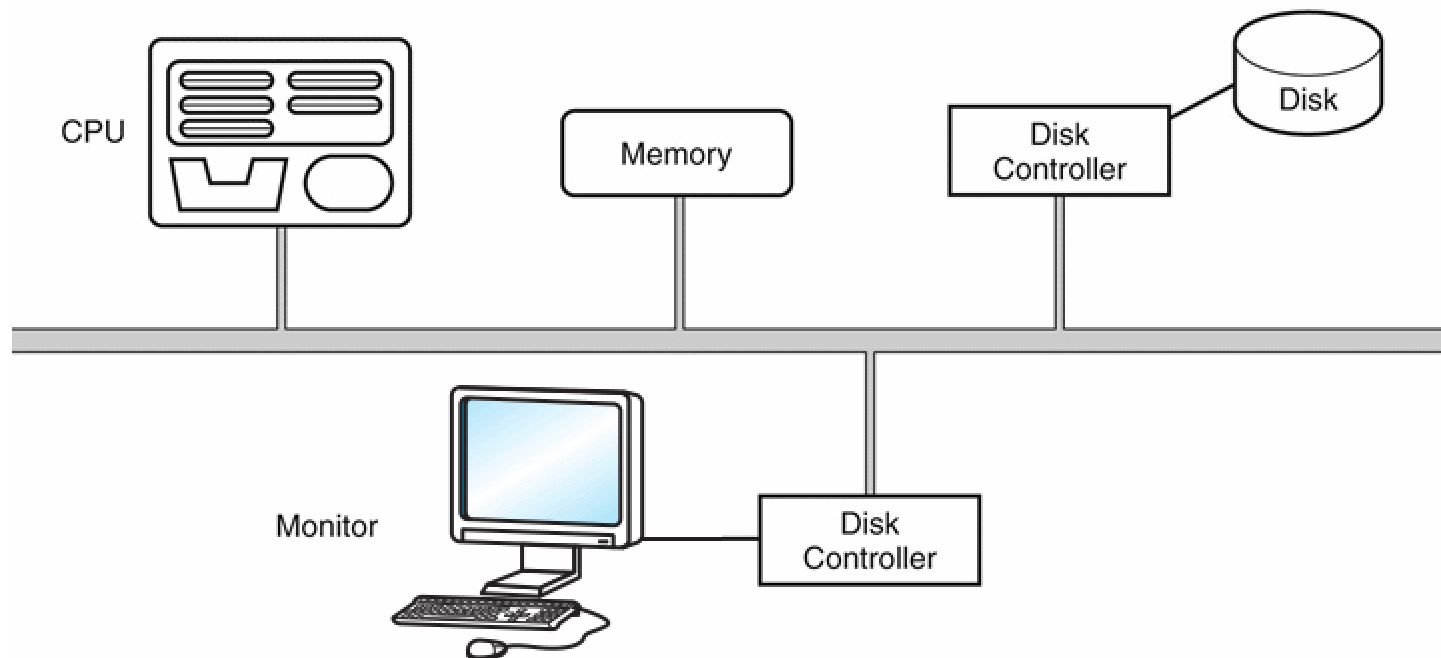 CPU
Memory
Disk
Controller
Disk
Monitor
Disk
Controller